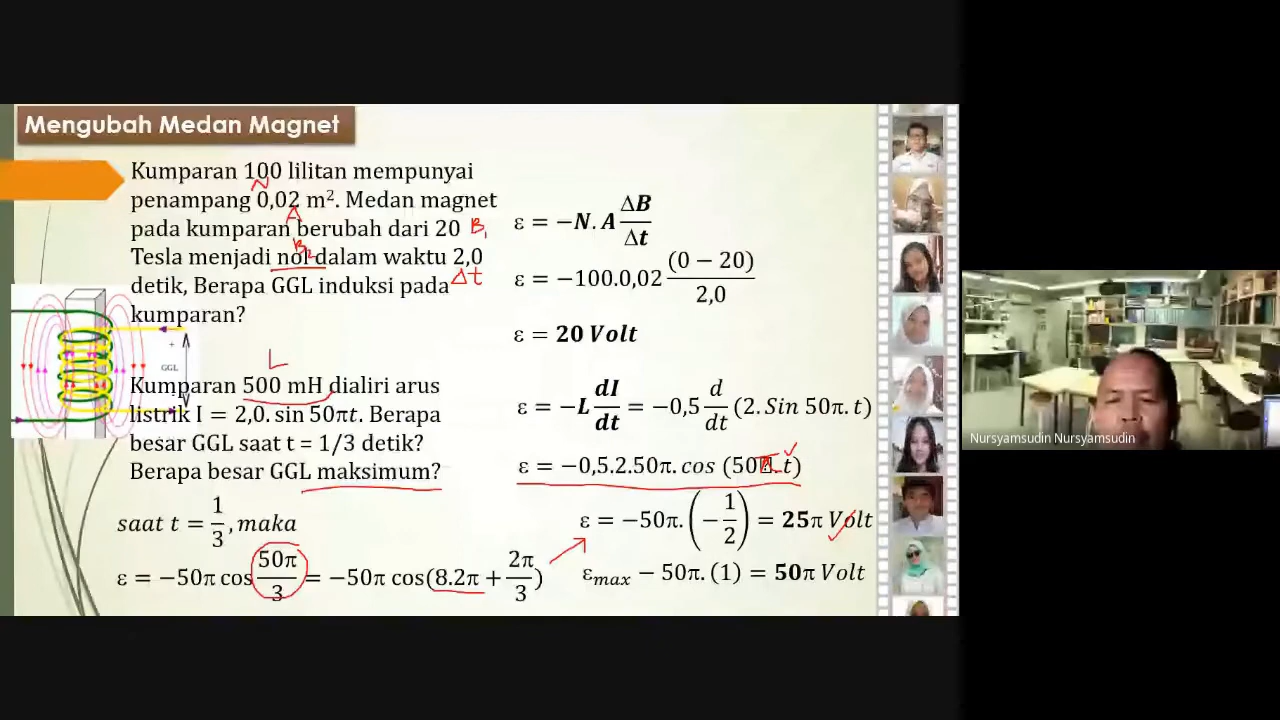 Mengubah Medan Magnet
Kumparan 100 lilitan mempunyai
N
penampang 0,02 m². Medan magnet
A
pada kumparan berubah dari 20 B₁
B₂
Tesla menjadi nol dalam waktu 2,0
detik, Berapa GGL induksi pada Δt
kumparan?
+
GGL
-
L
Kumparan 500 mH dialiri arus
listrik I = 2,0. sin 50πt. Berapa
besar GGL saat t = 1/3 detik?
Berapa besar GGL maksimum?
saat t = 1/3, maka
ε = −50π cos 50π/3 = −50π cos(8.2π + 2π/3)
ε = −N. A ΔB/Δt
ε = −100.0,02 (0 − 20)/2,0
ε = 20 Volt
ε = −L dI/dt = −0,5 d/dt (2. Sin 50π. t)
ε = −0,5.2.50π. cos (50π. t)
ε = −50π. (−1/2) = 25π Volt
εmax − 50π. (1) = 50π Volt
Nursyamsudin Nursyamsudin